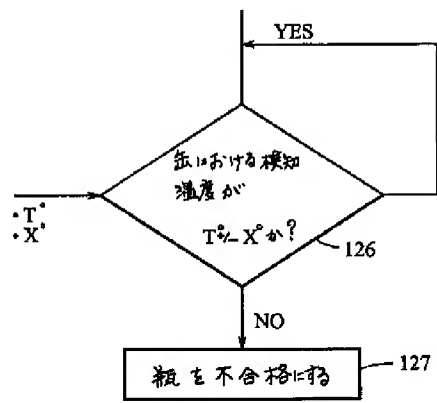 YES
缶における検知
温度が
T°+/- X°か?
• T°
• X°
126
NO
瓶を不合格にする
127